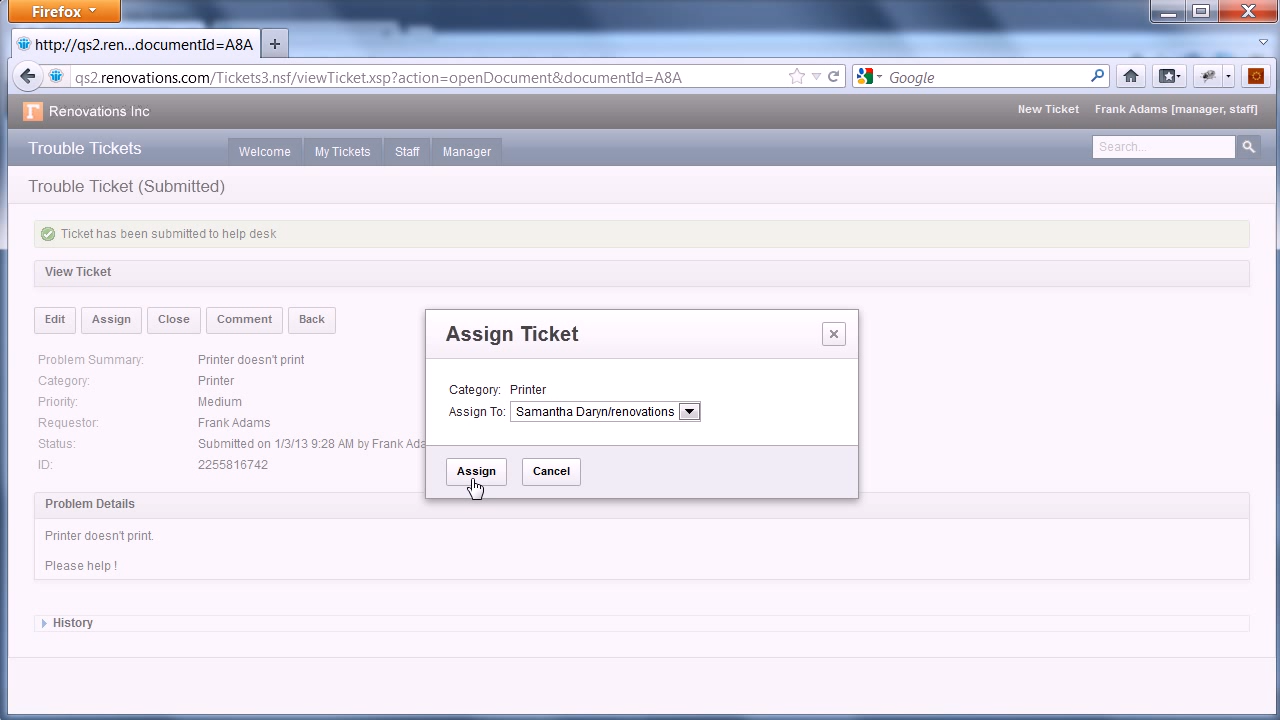 Firefox
http://qs2.ren...documentId=A8A
qs2.renovations.com/Tickets3.nsf/viewTicket.xsp?action=openDocument&documentId=A8A
Google
Renovations Inc
New Ticket
Frank Adams [manager, staff]
Trouble Tickets
Welcome
My Tickets
Staff
Manager
Search...
Trouble Ticket (Submitted)
Ticket has been submitted to help desk
View Ticket
Edit
Assign
Close
Comment
Back
Problem Summary: Printer doesn't print
Category: Printer
Priority: Medium
Requestor: Frank Adams
Status: Submitted on 1/3/13 9:28 AM by Frank Ada
ID: 2255816742
Assign Ticket
Category: Printer
Assign To: Samantha Daryn/renovations
Assign
Cancel
Problem Details
Printer doesn't print.
Please help !
History